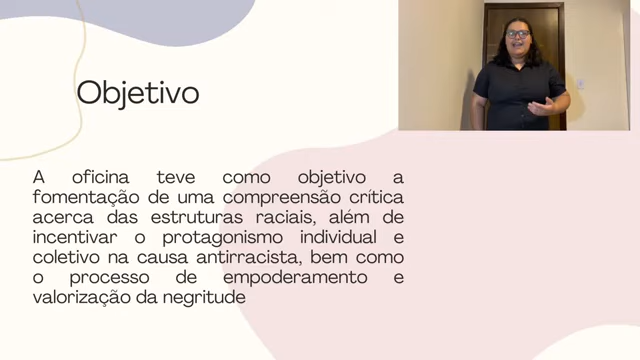 Objetivo
A oficina teve como objetivo a
fomentação de uma compreensão crítica
acerca das estruturas raciais, além de
incentivar o protagonismo individual e
coletivo na causa antirracista, bem como
o processo de empoderamento e
valorização da negritude